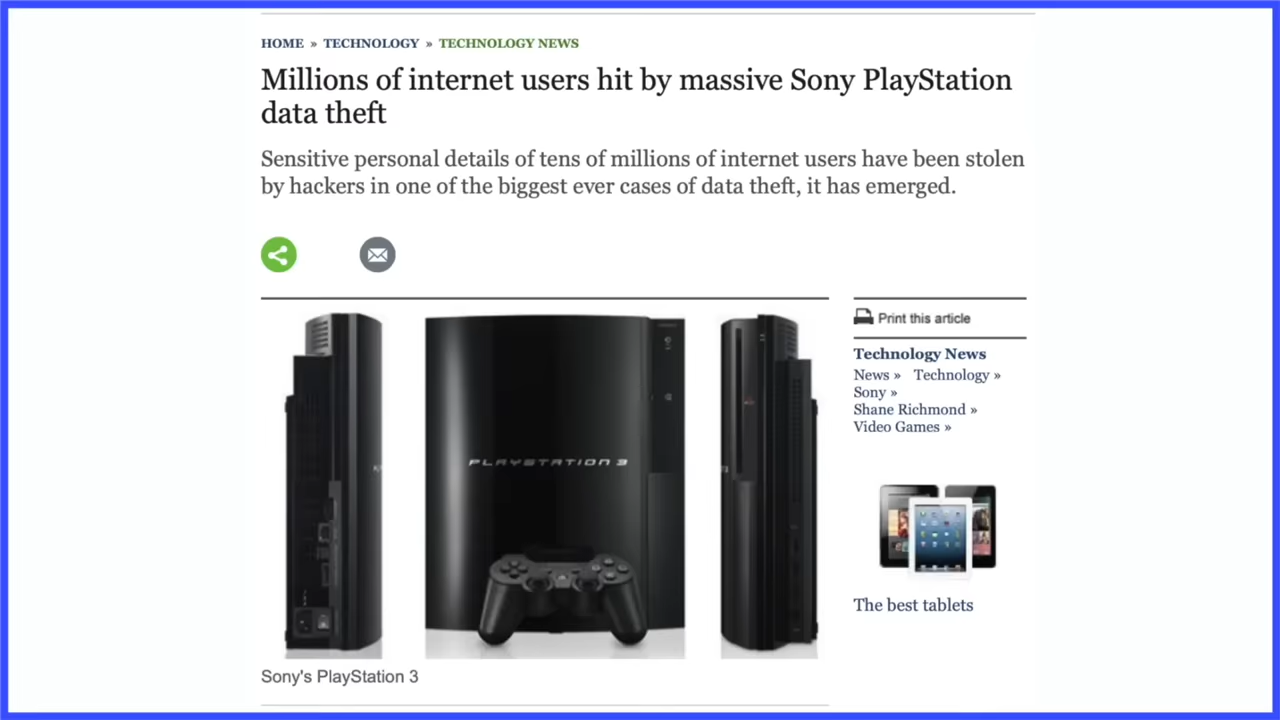 HOME » TECHNOLOGY » TECHNOLOGY NEWS
Millions of internet users hit by massive Sony PlayStation
data theft
Sensitive personal details of tens of millions of internet users have been stolen
by hackers in one of the biggest ever cases of data theft, it has emerged.
PLAYSTATION 3
Sony's PlayStation 3
Print this article
Technology News
News » Technology »
Sony »
Shane Richmond »
Video Games »
The best tablets